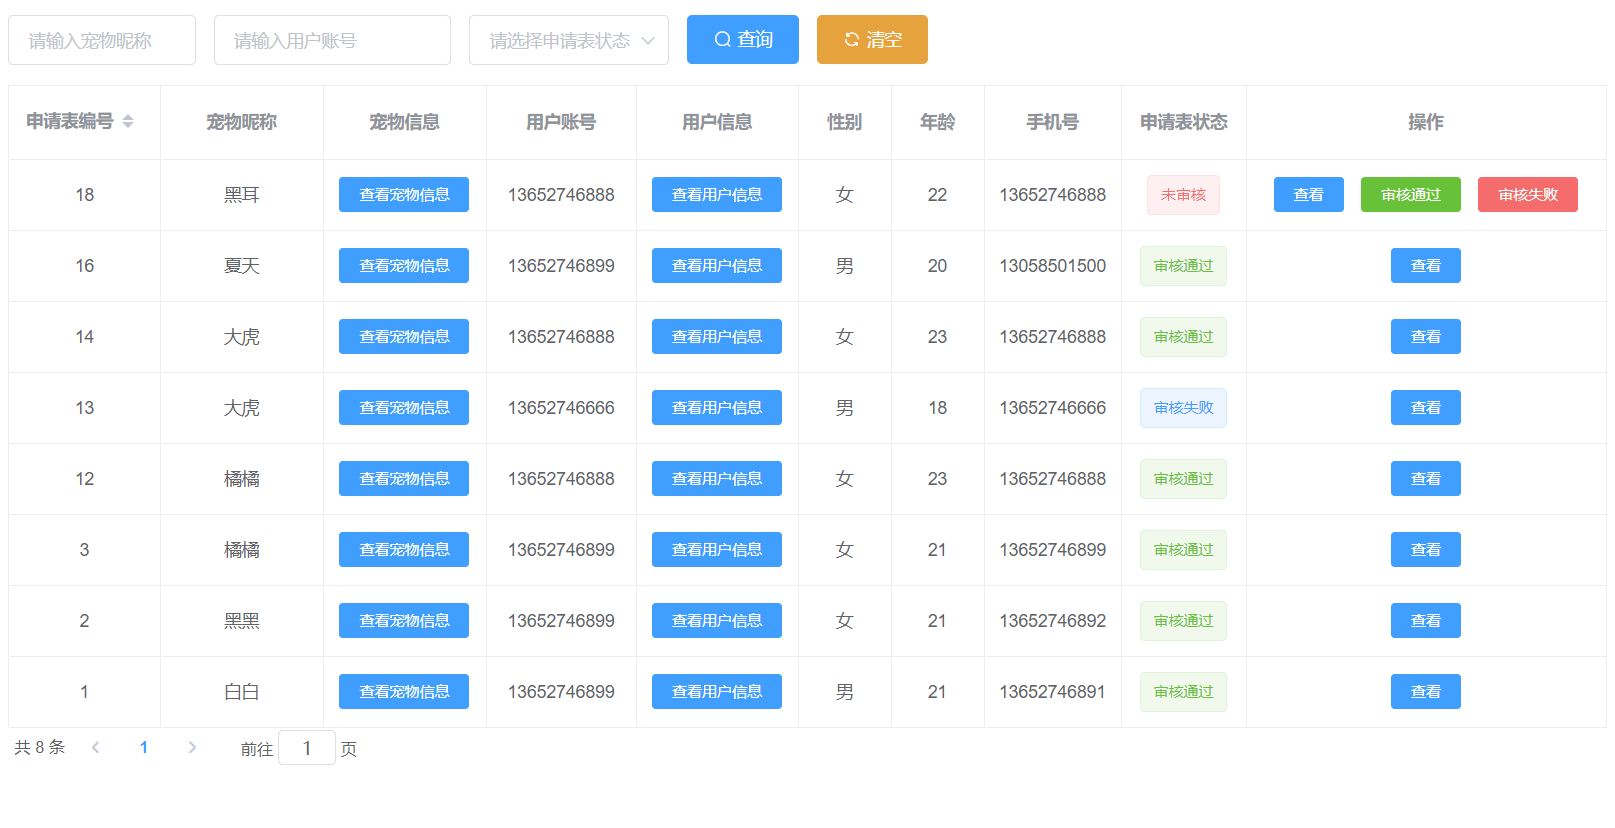 请输入宠物昵称 请输入用户账号 请选择申请表状态 查询 清空
申请表编号 宠物昵称 宠物信息 用户账号 用户信息 性别 年龄 手机号 申请表状态 操作
18 黑耳 查看宠物信息 13652746888 查看用户信息 女 22 13652746888 未审核 查看 审核通过 审核失败
16 夏天 查看宠物信息 13652746899 查看用户信息 男 20 13058501500 审核通过 查看
14 大虎 查看宠物信息 13652746888 查看用户信息 女 23 13652746888 审核通过 查看
13 大虎 查看宠物信息 13652746666 查看用户信息 男 18 13652746666 审核失败 查看
12 橘橘 查看宠物信息 13652746888 查看用户信息 女 23 13652746888 审核通过 查看
3 橘橘 查看宠物信息 13652746899 查看用户信息 女 21 13652746899 审核通过 查看
2 黑黑 查看宠物信息 13652746899 查看用户信息 女 21 13652746892 审核通过 查看
1 白白 查看宠物信息 13652746899 查看用户信息 男 21 13652746891 审核通过 查看
共 8 条 1 前往 1 页